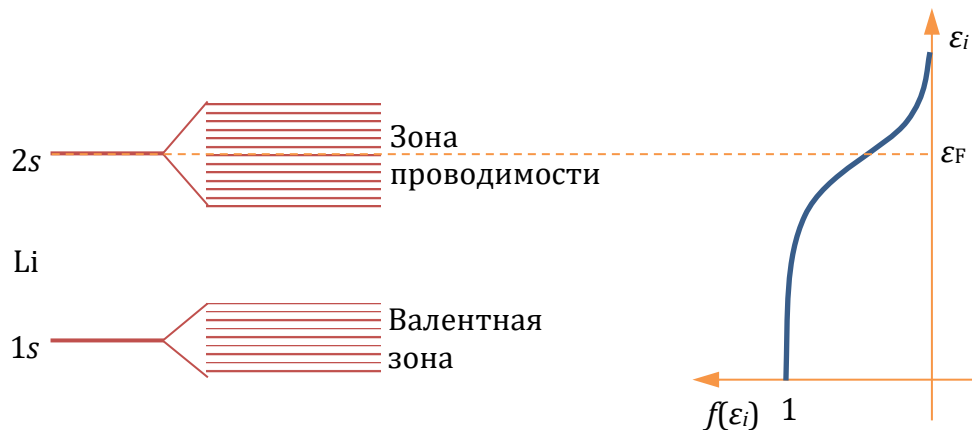 εi
2s
Зона
проводимости
εF
Li
1s
Валентная
зона
f(εi)
1